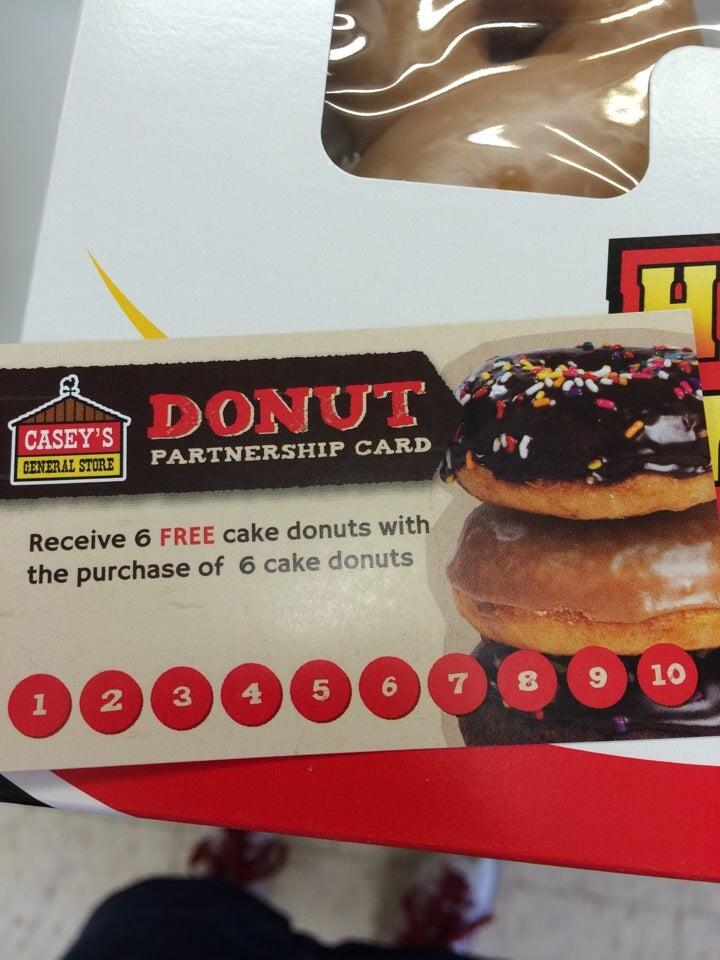 H
CASEY'S
GENERAL STORE
DONUT
PARTNERSHIP CARD
Receive 6 FREE cake donuts with
the purchase of 6 cake donuts
1 2 3 4 5 6 7 8 9 10